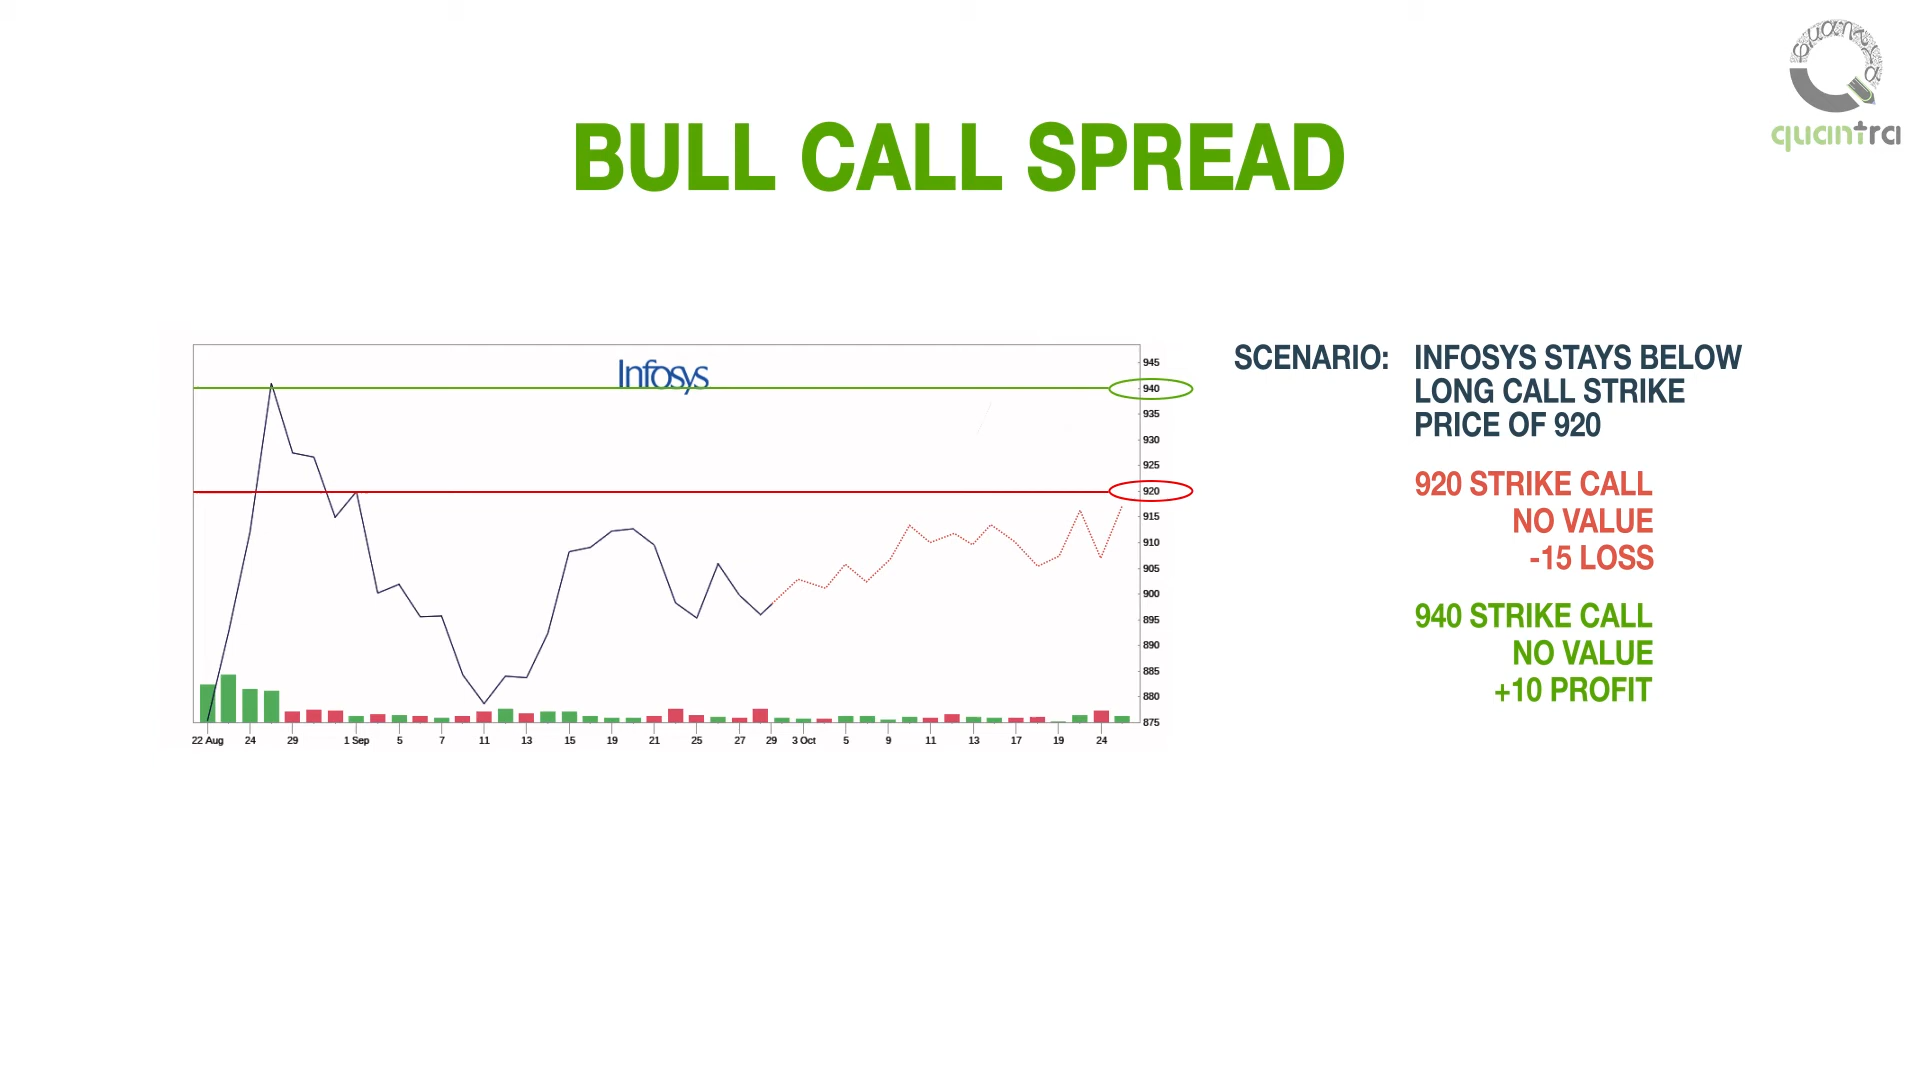 quantra
BULL CALL SPREAD
Infosys
945
940
935
930
925
920
915
910
905
900
895
890
885
880
875
22 Aug 24 29 1 Sep 5 7 11 13 15 19 21 25 27 29 3 Oct 5 9 11 13 17 19 24
SCENARIO: INFOSYS STAYS BELOW
LONG CALL STRIKE
PRICE OF 920
920 STRIKE CALL
NO VALUE
-15 LOSS
940 STRIKE CALL
NO VALUE
+10 PROFIT